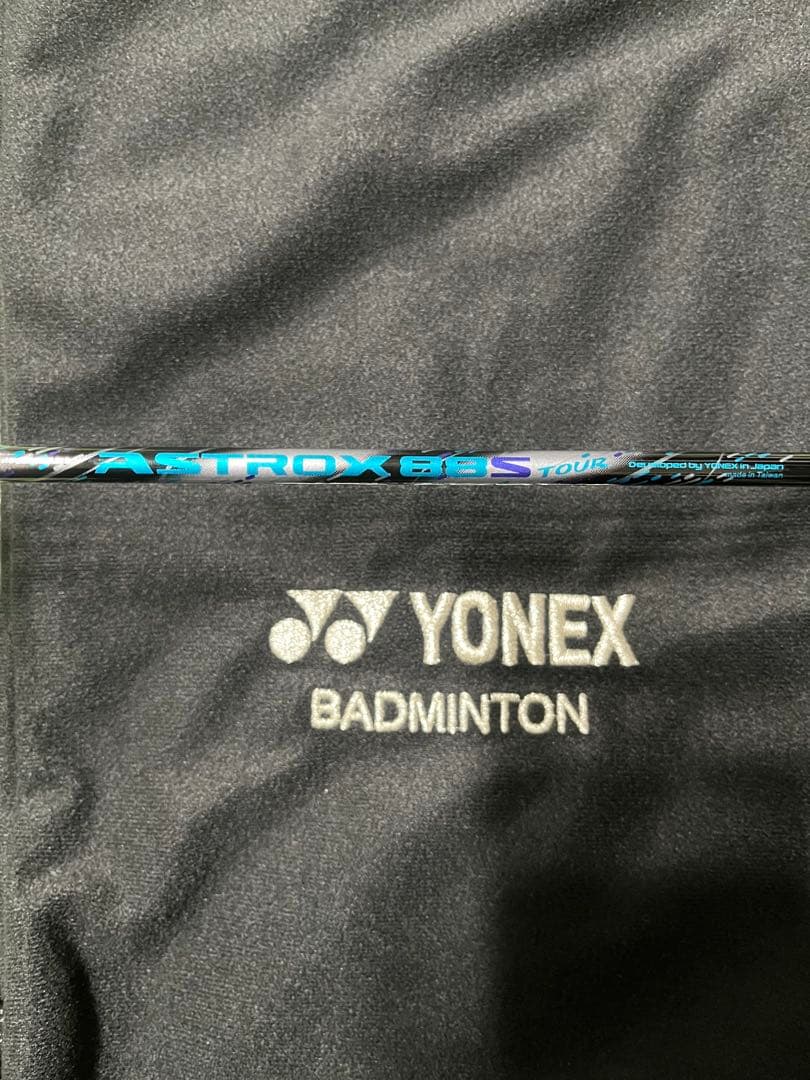 ASTROX 88S TOUR Developed by YONEX in Japan
made in Taiwan
YONEX
BADMINTON